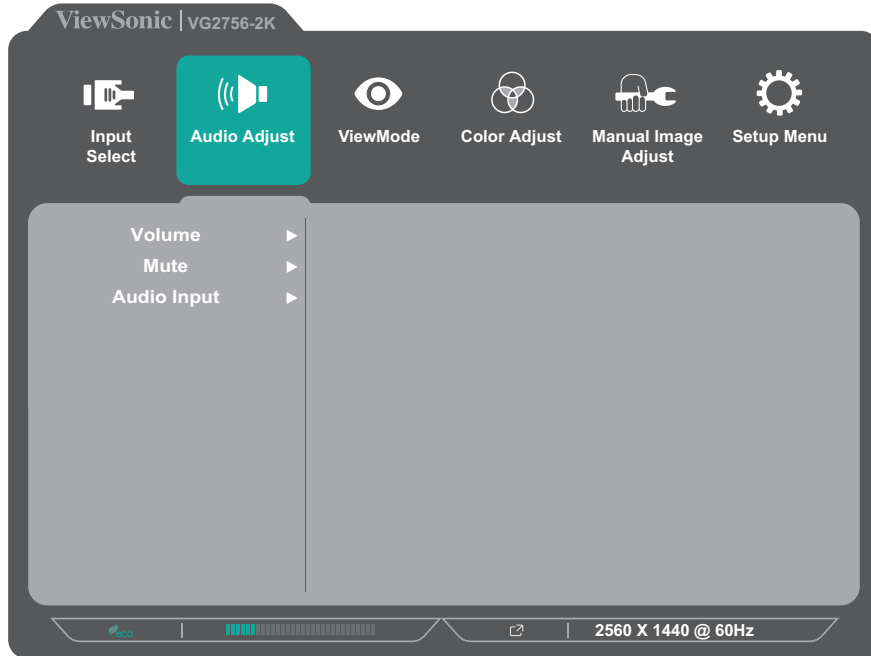 ViewSonic | VG2756-2K
Input
Select
Audio Adjust
ViewMode
Color Adjust
Manual Image
Adjust
Setup Menu
Volume
Mute
Audio Input
eco
2560 X 1440 @ 60Hz